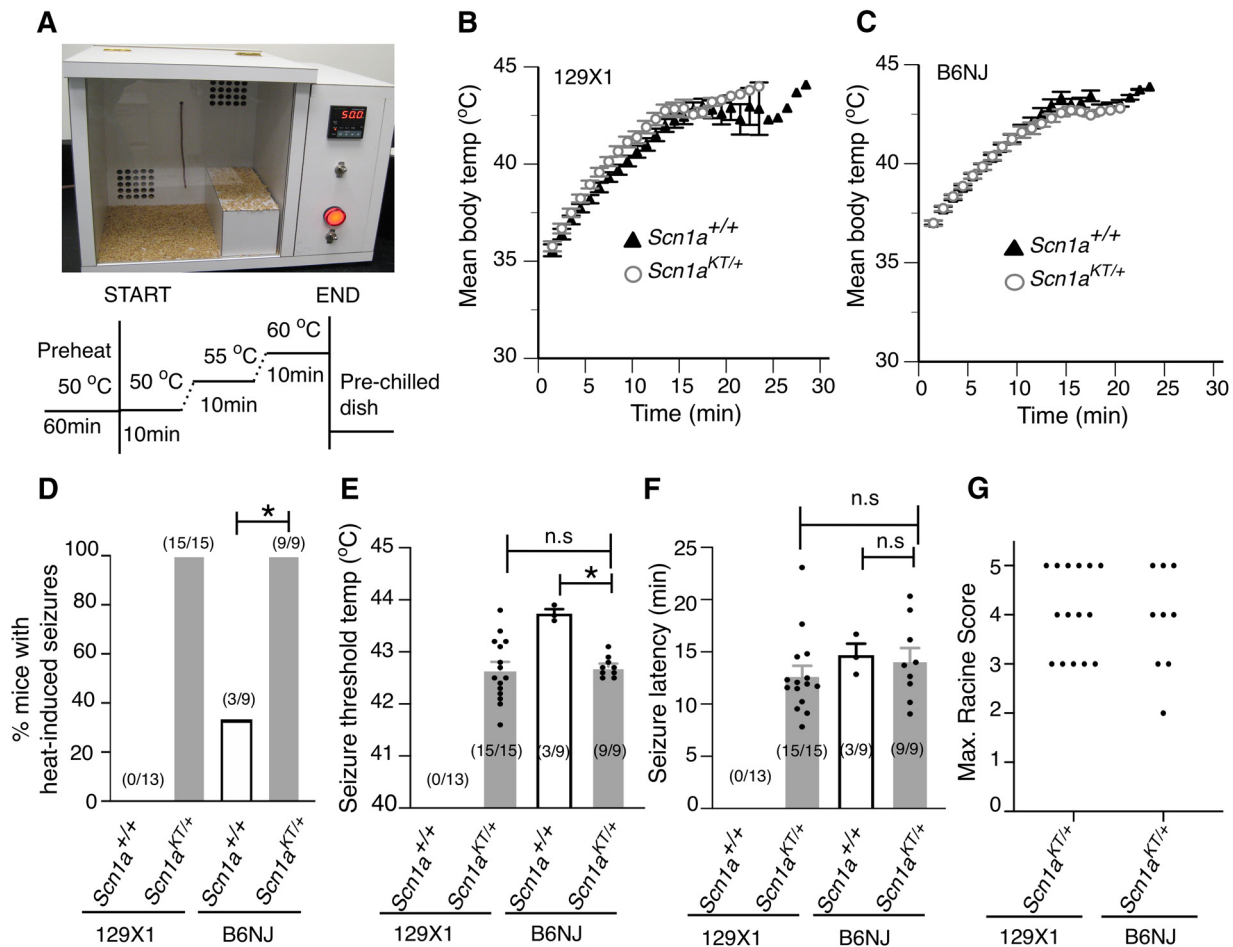 A
50.0
START
END
Preheat
50 °C
60min
50 °C
10min
55 °C
10min
60 °C
10min
Pre-chilled
dish
B
129X1
Mean body temp (°C)
45
40
35
30
Scn1a+/+
Scn1aKT/+
0 5 10 15 20 25 30
Time (min)
C
B6NJ
Mean body temp (°C)
45
40
35
30
Scn1a+/+
Scn1aKT/+
0 5 10 15 20 25 30
Time (min)
D
% mice with
heat-induced seizures
100
80
60
40
20
0
*
(0/13)
(15/15)
(3/9)
(9/9)
Scn1a +/+
Scn1aKT/+
Scn1a +/+
Scn1aKT/+
129X1
B6NJ
E
Seizure threshold temp (°C)
45
44
43
42
41
40
n.s
*
(0/13)
(15/15)
(3/9)
(9/9)
Scn1a +/+
Scn1aKT/+
Scn1a +/+
Scn1aKT/+
129X1
B6NJ
F
Seizure latency (min)
25
20
15
10
5
0
n.s
n.s
(0/13)
(15/15)
(3/9)
(9/9)
Scn1a +/+
Scn1aKT/+
Scn1a +/+
Scn1aKT/+
129X1
B6NJ
G
Max. Racine Score
5
4
3
2
1
0
Scn1aKT/+
Scn1aKT/+
129X1
B6NJ